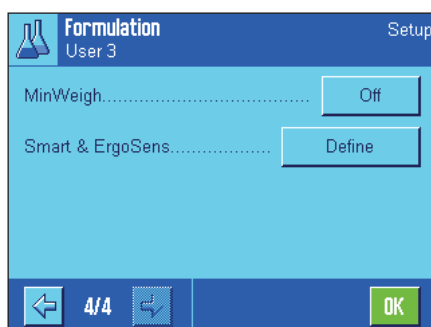 Formulation
Setup
User 3
MinWeigh..................................... Off
Smart & ErgoSens................... Define
4/4
OK